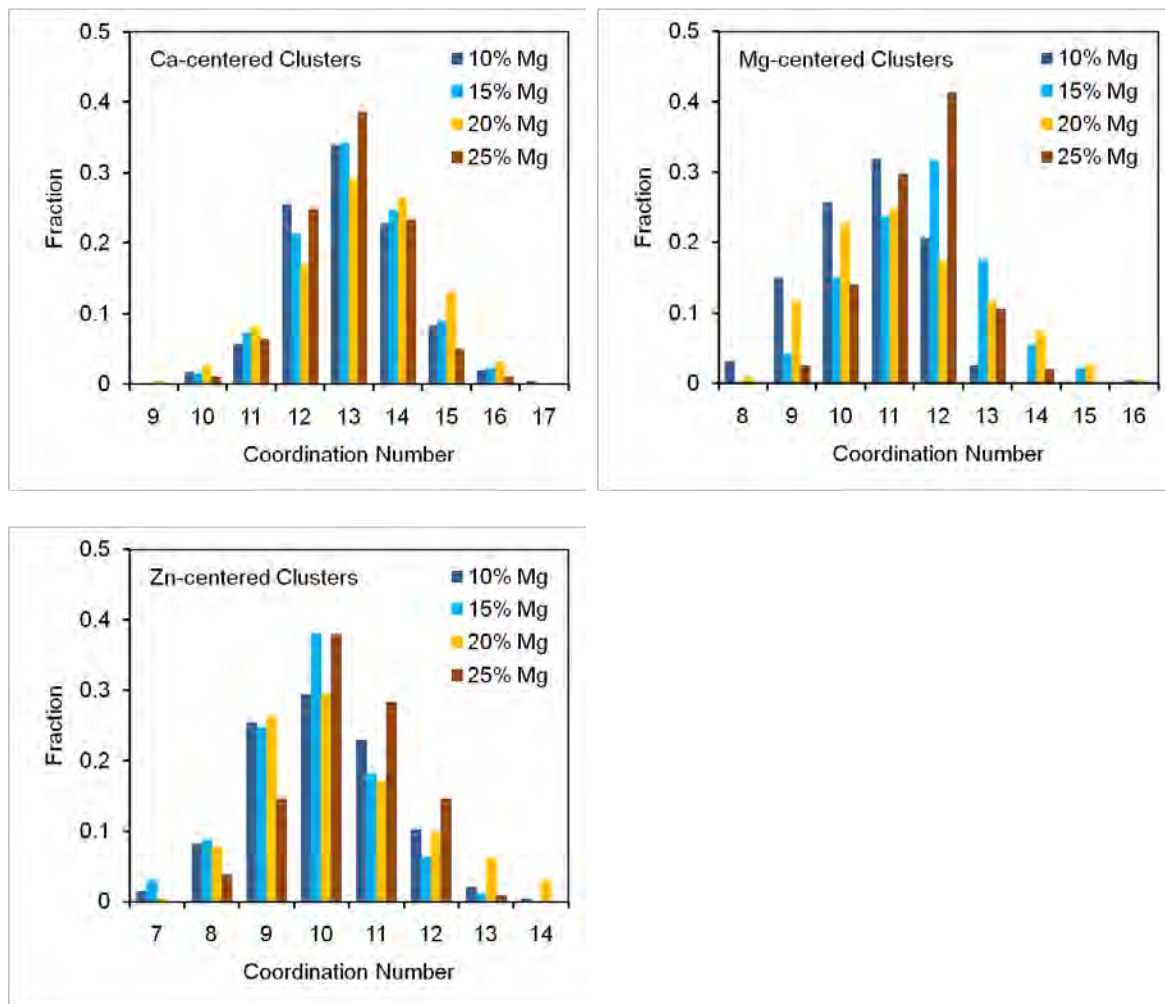 Ca-centered Clusters
10% Mg
15% Mg
20% Mg
25% Mg
0.5
0.4
0.3
0.2
0.1
0
Fraction
9 10 11 12 13 14 15 16 17
Coordination Number
Mg-centered Clusters
10% Mg
15% Mg
20% Mg
25% Mg
0.5
0.4
0.3
0.2
0.1
0
Fraction
8 9 10 11 12 13 14 15 16
Coordination Number
Zn-centered Clusters
10% Mg
15% Mg
20% Mg
25% Mg
0.5
0.4
0.3
0.2
0.1
0
Fraction
7 8 9 10 11 12 13 14
Coordination Number